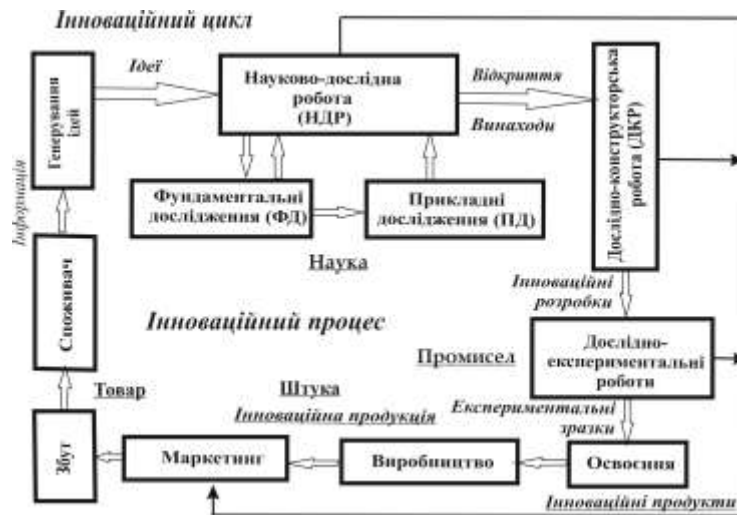 Інноваційний цикл
Ідеї
Генерування
ідей
Науково-дослідна
робота
(НДР)
Відкриття
Винаходи
Дослідно-конструкторська
робота (ДКР)
Інформація
Фундаментальні
дослідження (ФД)
Прикладні
дослідження (ПД)
Наука
Інноваційні
розробки
Споживач
Інноваційний процес
Промисел
Дослідно-
експериментальні
роботи
Товар
Штука
Інноваційна продукція
Експериментальні
зразки
Збут
Маркетинг
Виробництво
Освоєння
Інноваційні продукти